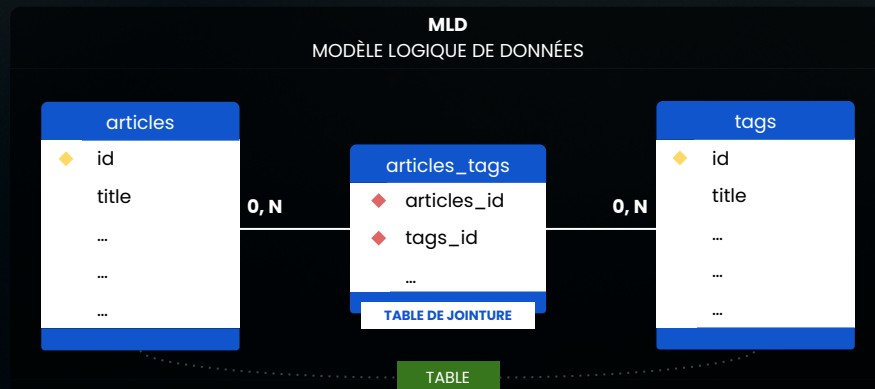 MLD
MODÈLE LOGIQUE DE DONNÉES
articles
id
title
...
...
...
0, N
articles_tags
articles_id
tags_id
...
TABLE DE JOINTURE
0, N
tags
id
title
...
...
...
TABLE